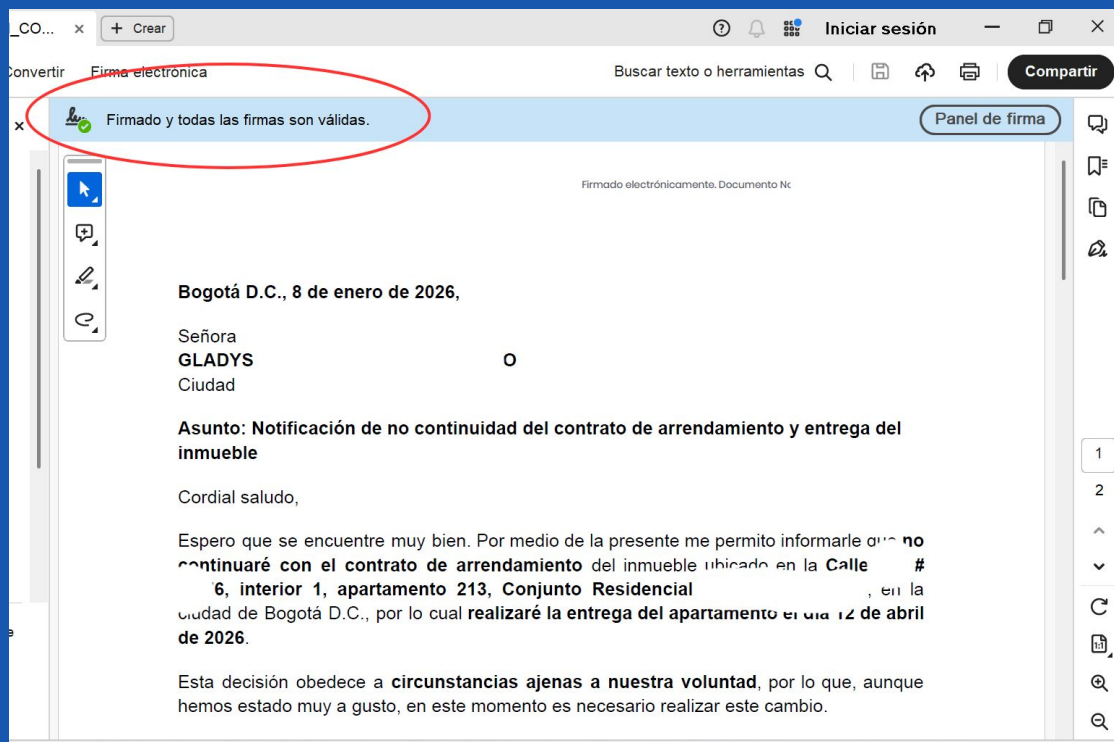 _CO...
+ Crear
Iniciar sesión
Convertir Firma electrónica
Buscar texto o herramientas
Compartir
Firmado y todas las firmas son válidas.
Panel de firma
Firmado electrónicamente. Documento
Bogotá D.C., 8 de enero de 2026,
Señora
GLADYS O
Ciudad
Asunto: Notificación de no continuidad del contrato de arrendamiento y entrega del
inmueble
Cordial saludo,
Espero que se encuentre muy bien. Por medio de la presente me permito informarle que no
continuaré con el contrato de arrendamiento del inmueble ubicado en la Calle #
6, interior 1, apartamento 213, Conjunto Residencial , en la
ciudad de Bogotá D.C., por lo cual realizaré la entrega del apartamento el día 12 de abril
de 2026.
Esta decisión obedece a circunstancias ajenas a nuestra voluntad, por lo que, aunque
hemos estado muy a gusto, en este momento es necesario realizar este cambio.
1
2
1:1